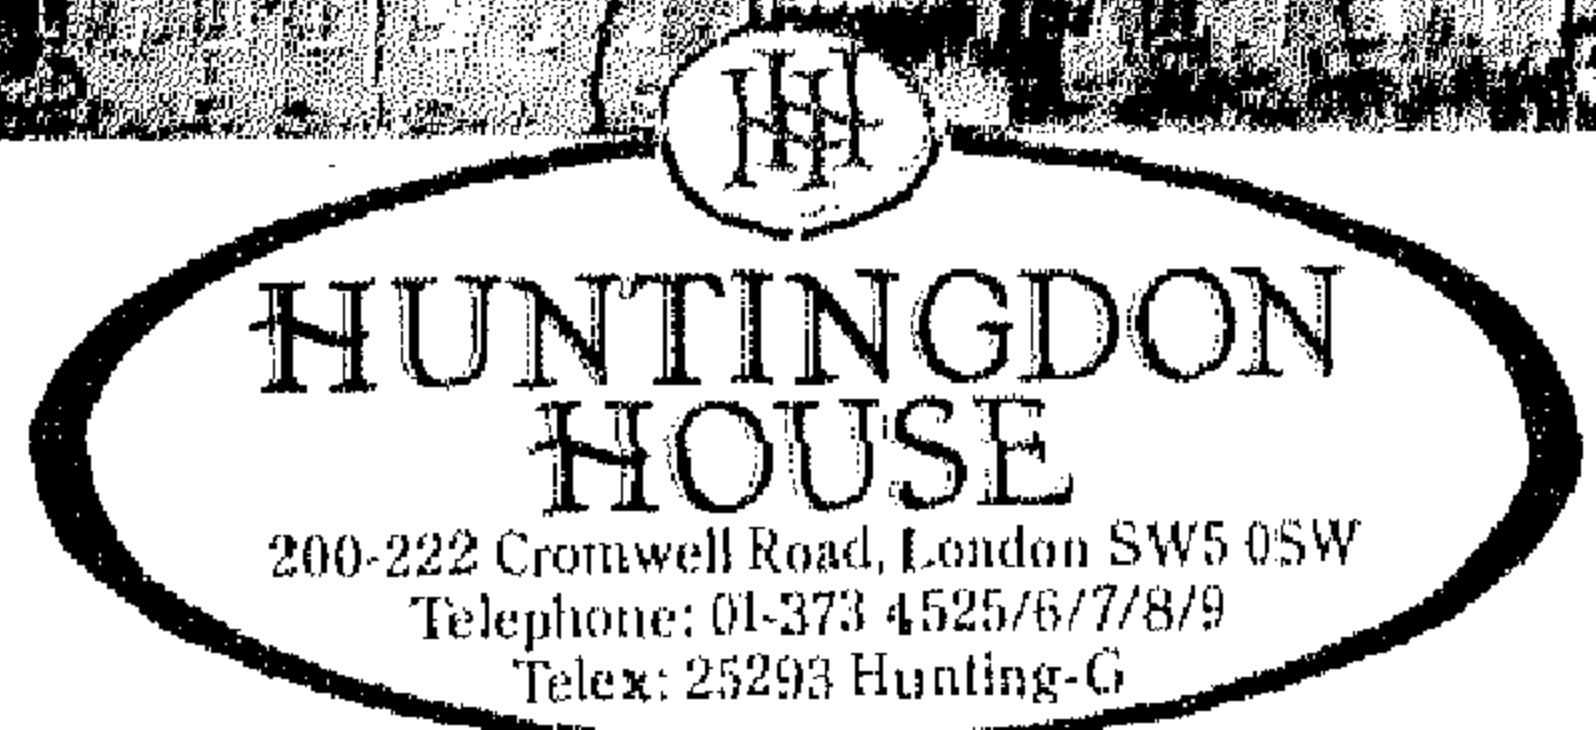 HH
HUNTINGDON
HOUSE
200-222 Cromwell Road, London SW5 0SW
Telephone: 01-373 4525/6/7/8/9
Telex: 25293 Hunting-G